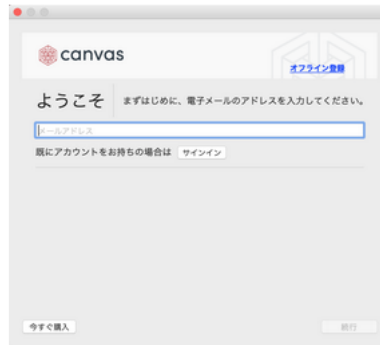 canvas
オフライン登録
ようこそ まずはじめに、電子メールのアドレスを入力してください。
メールアドレス
既にアカウントをお持ちの場合は サインイン
今すぐ購入 続行